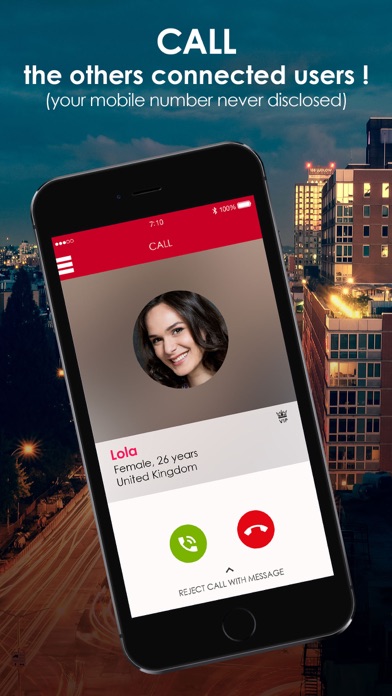 CALL
the others connected users !
(your mobile number never disclosed)
7:10
100%
CALL
Lola
Female, 26 years
United Kingdom
VIP
REJECT CALL WITH MESSAGE